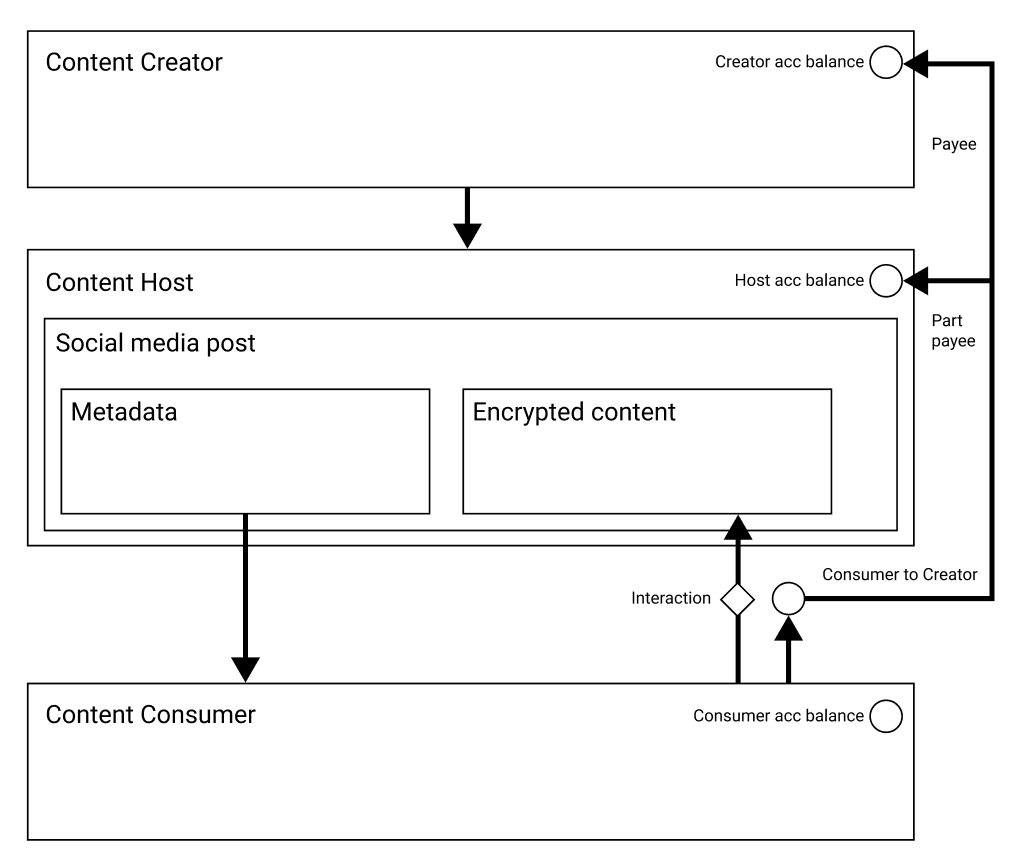 Content Creator
Creator acc balance
Payee
Content Host
Host acc balance
Part
payee
Social media post
Metadata
Encrypted content
Consumer to Creator
Interaction
Content Consumer
Consumer acc balance